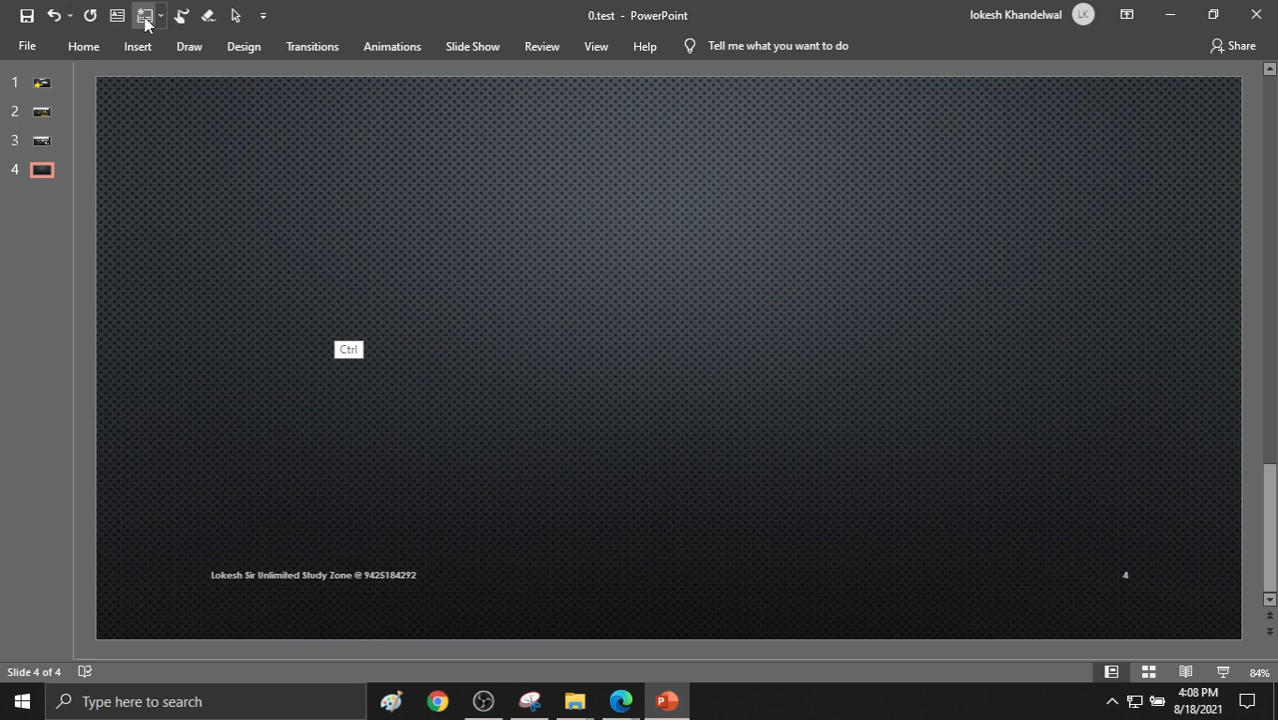 0.test - PowerPoint
lokesh Khandelwal
LK
File
Home
Insert
Draw
Design
Transitions
Animations
Slide Show
Review
View
Help
Tell me what you want to do
Share
1
2
3
4
Ctrl
Lokesh Sir Unlimited Study Zone @ 9425184292
4
Slide 4 of 4
84%
Type here to search
4:08 PM
8/18/2021